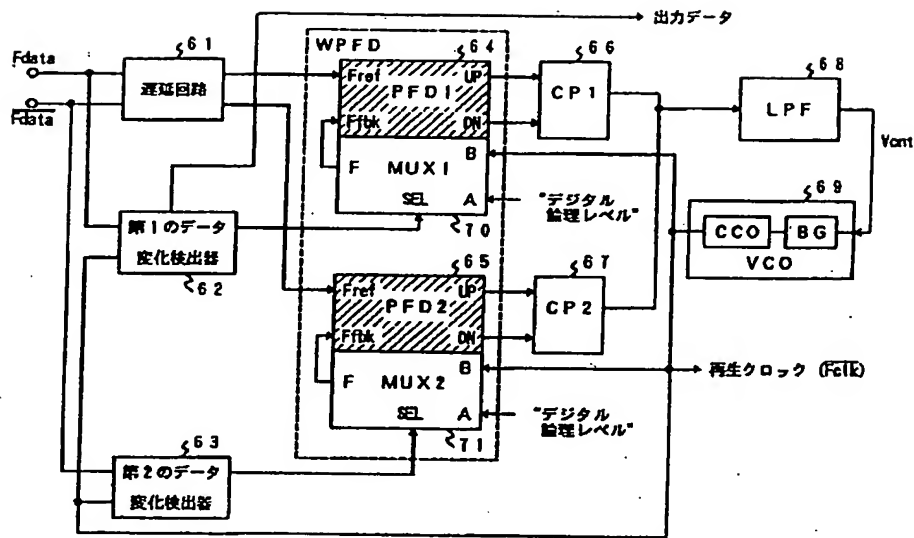 出力データ
61
Fdata
Fdata
遅延回路
WPFD
64
Fref
UP
PFD1
Ffbk
DN
F
MUX1
B
SEL
A
70
66
CP1
68
LPF
Vcnt
69
CCO
BG
VCO
"デジタル
論理レベル"
第1のデータ
変化検出器
62
65
Fref
UP
PFD2
Ffbk
DN
F
MUX2
B
SEL
A
71
67
CP2
再生クロック (Fclk)
"デジタル
論理レベル"
63
第2のデータ
変化検出器